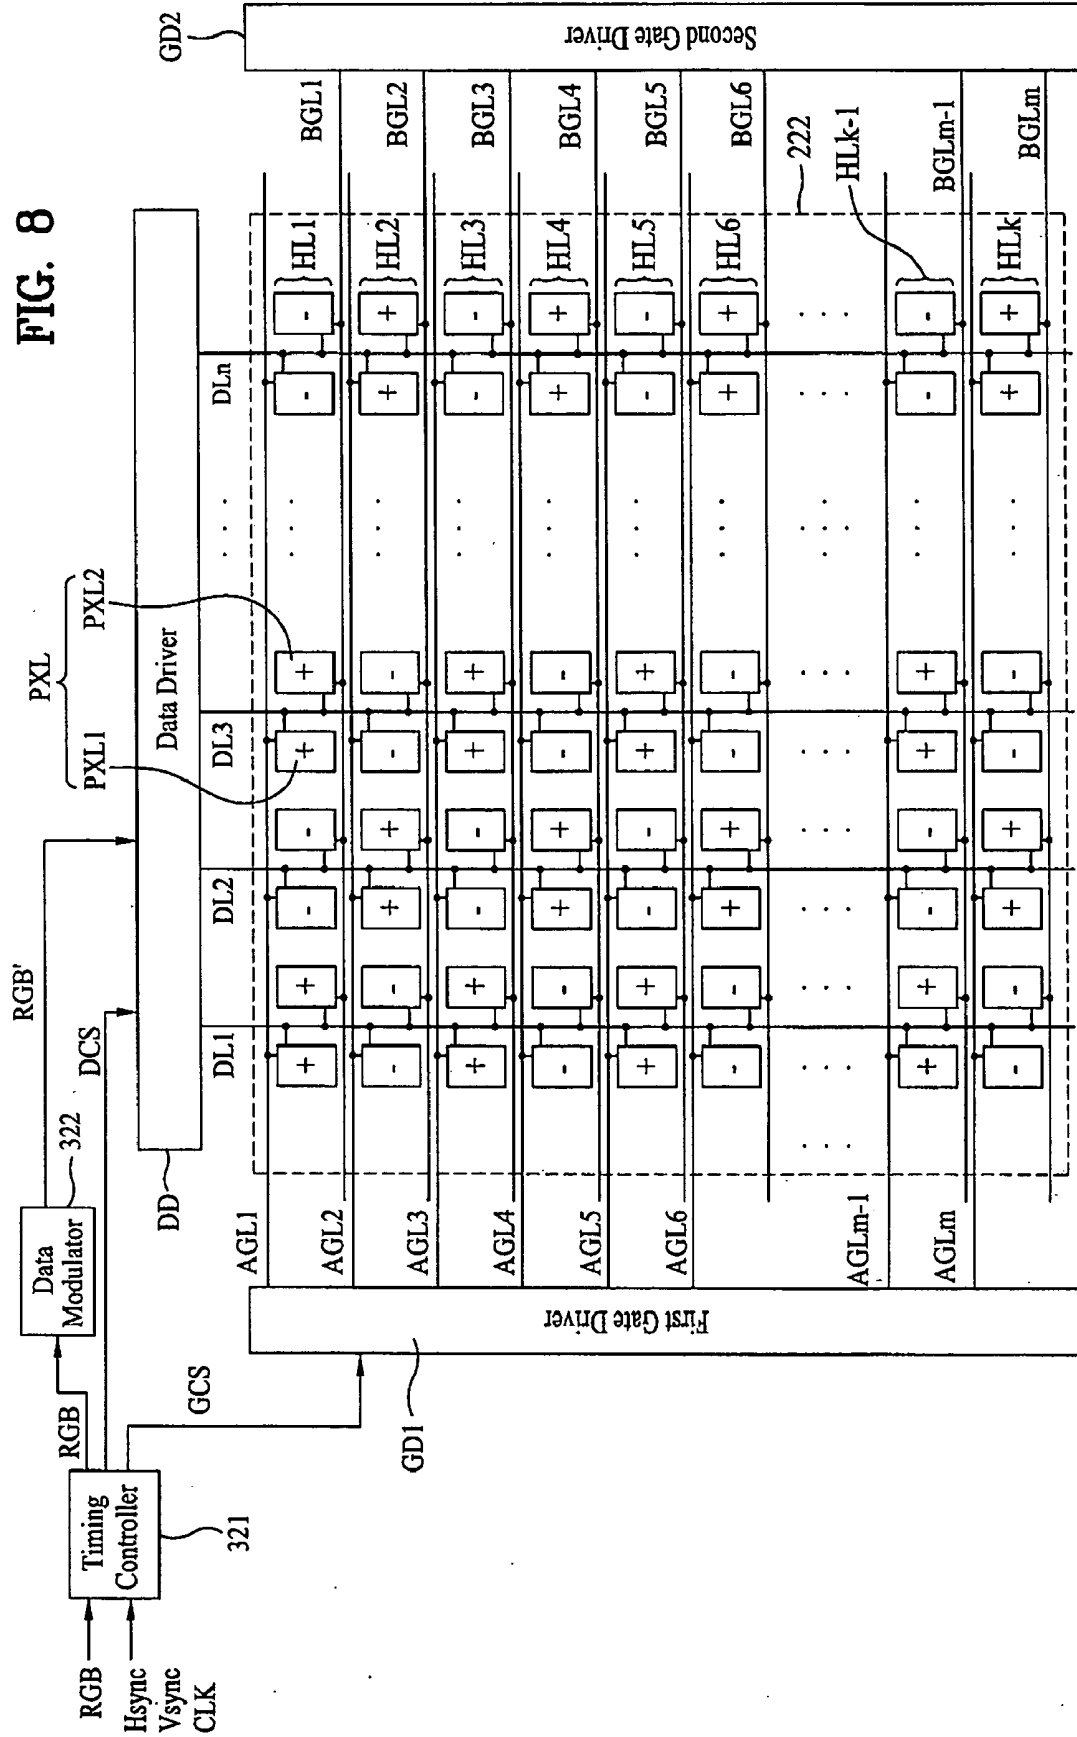 FIG. 8
RGB
Hsync
Vsync
CLK
Timing
Controller
321
RGB
Data
Modulator
322
RGB'
DCS
GCS
PXL
PXL1
PXL2
DD
Data Driver
GD1
First Gate Driver
GD2
Second Gate Driver
DL1
DL2
DL3
DLn
AGL1
AGL2
AGL3
AGL4
AGL5
AGL6
AGLm-1
AGLm
BGL1
BGL2
BGL3
BGL4
BGL5
BGL6
BGLm-1
BGLm
222
HLk-1
+ + - - + + - - HL1
- - + + - - + + HL2
+ + - - + + - - HL3
- - + + - - + + HL4
+ + - - + + - - HL5
- - + + - - + + HL6
+ + - - + + - -
- - + + - - + + HLk